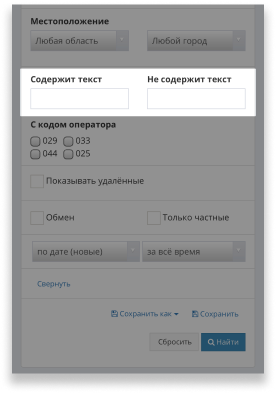 Местоположение
Любая область Любой город
Содержит текст Не содержит текст
С кодом оператора
029 033
044 025
Показывать удалённые
Обмен Только частные
по дате (новые) за всё время
Свернуть
Сохранить как Сохранить
Сбросить Найти